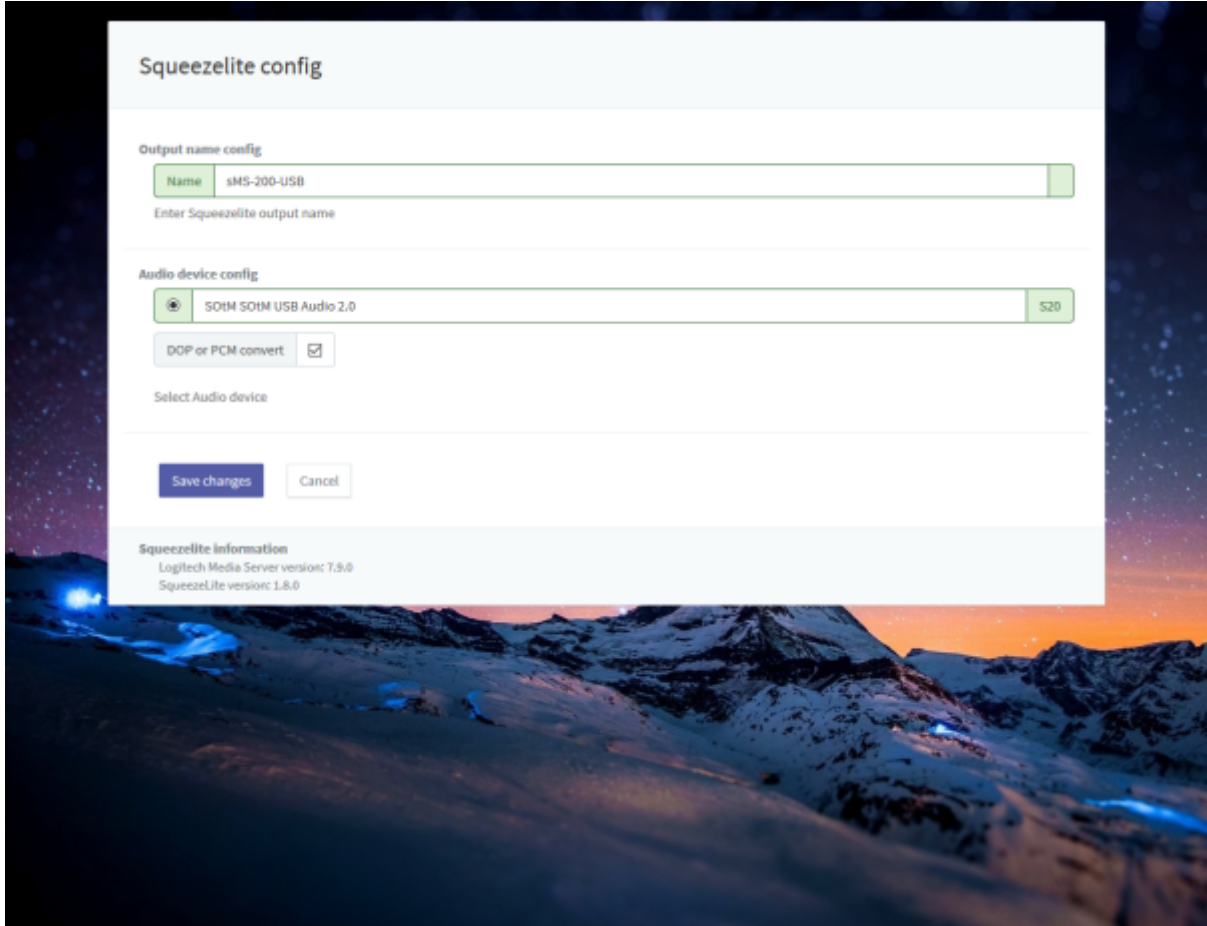 Squeezelite config
Output name config
Name sMS-200-USB
Enter Squeezelite output name
Audio device config
SOtM SOtM USB Audio 2.0 S20
DOP or PCM convert
Select Audio device
Save changes Cancel
Squeezelite information
Logitech Media Server version: 7.9.0
SqueezeLite version: 1.8.0